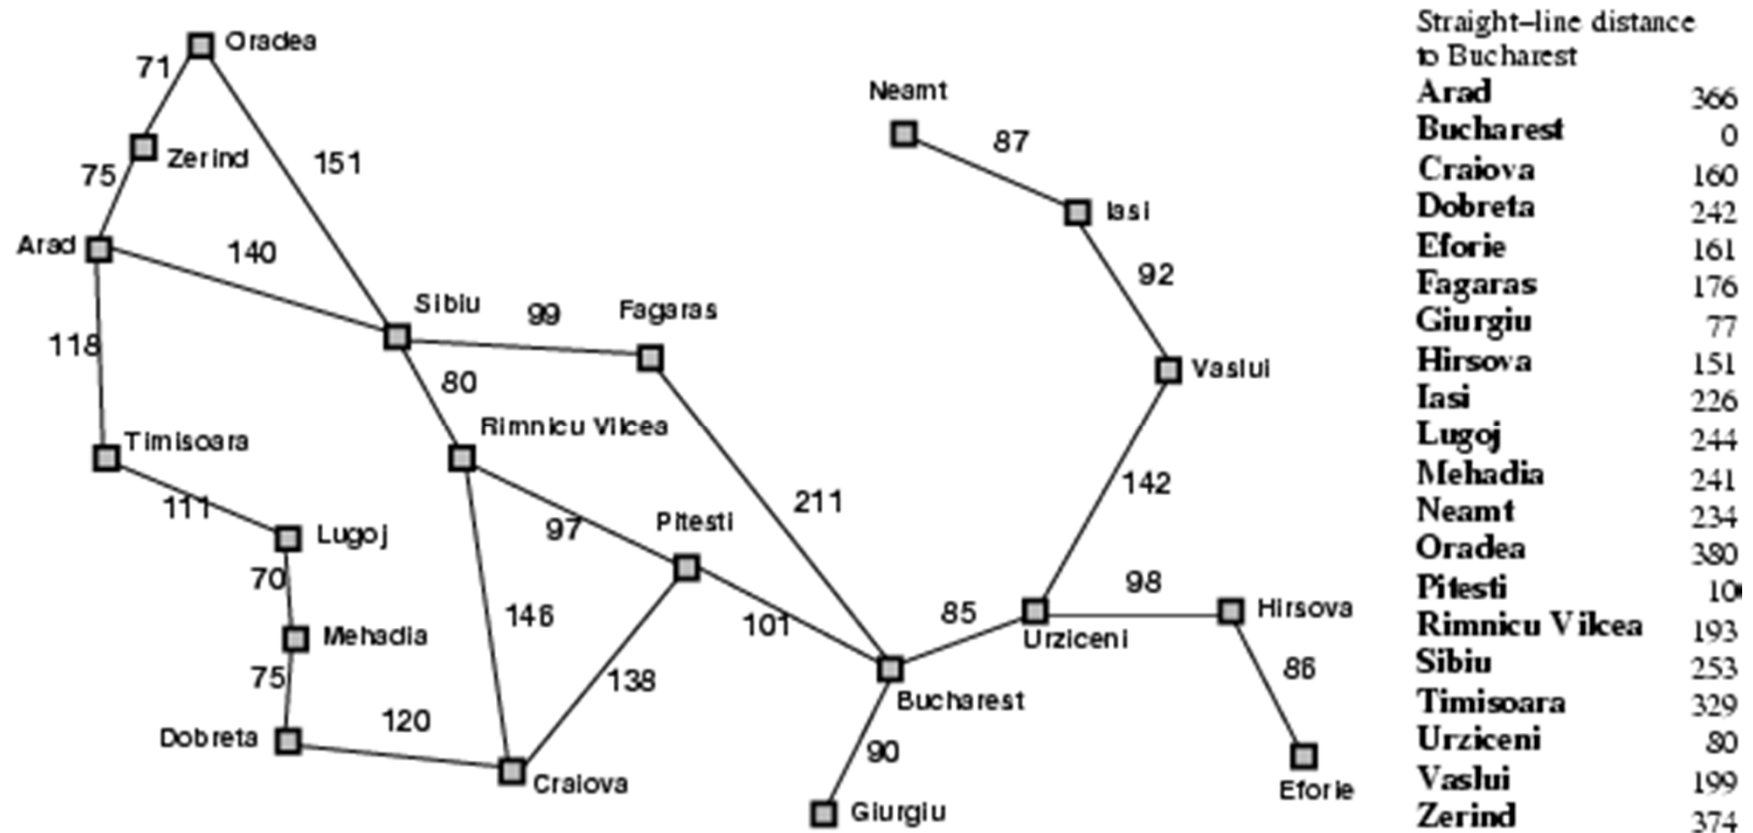 Oradea
71
Zerind
151
75
Arad
140
118
Sibiu
99
Fagaras
80
Timisoara
Rimnicu Vilcea
111
Lugoj
97
Pitesti
211
70
Mehadia
146
101
75
138
Dobreta
120
Craiova
Bucharest
90
Giurgiu
85
Urziceni
Neamt
87
Iasi
92
Vaslui
142
98
Hirsova
86
Eforie
Straight-line distance
to Bucharest
Arad 366
Bucharest 0
Craiova 160
Dobreta 242
Eforie 161
Fagaras 176
Giurgiu 77
Hirsova 151
Iasi 226
Lugoj 244
Mehadia 241
Neamt 234
Oradea 380
Pitesti
Rimnicu Vilcea 193
Sibiu 253
Timisoara 329
Urziceni 80
Vaslui 199
Zerind 374